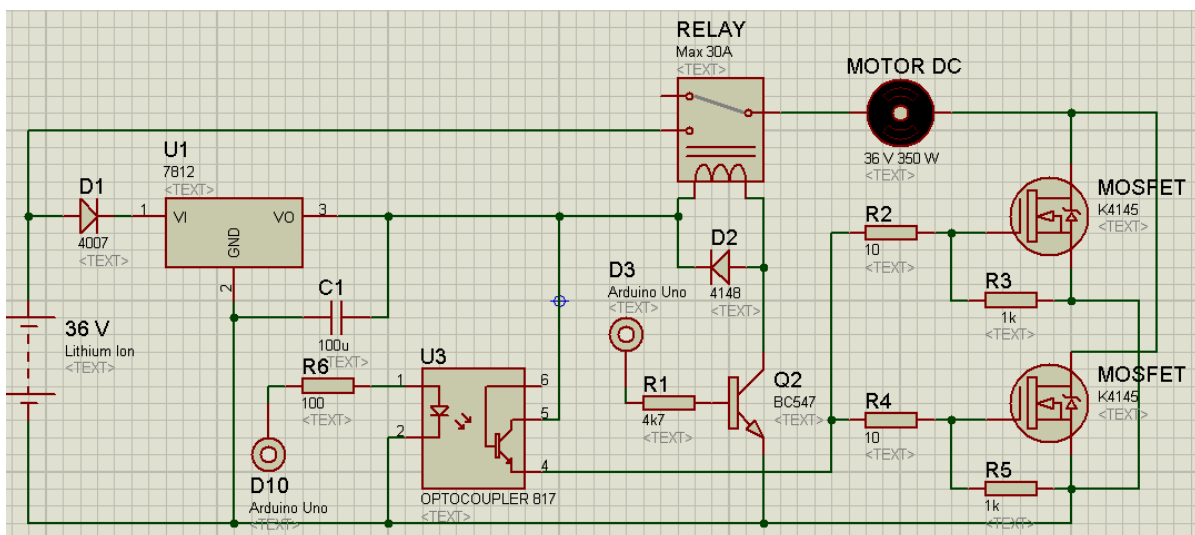 RELAY
Max 30A
<TEXT>
MOTOR DC
36 V 350 W
<TEXT>
U1
7812
<TEXT>
D1
4007
<TEXT>
1
VI
VO
3
GND
2
MOSFET
K4145
<TEXT>
R2
10
<TEXT>
D2
4148
<TEXT>
D3
Arduino Uno
<TEXT>
R3
1k
<TEXT>
C1
100u
<TEXT>
36 V
Lithium Ion
<TEXT>
U3
R6
100
<TEXT>
1
2
6
5
4
OPTOCOUPLER 817
<TEXT>
R1
4k7
<TEXT>
Q2
BC547
<TEXT>
R4
10
<TEXT>
MOSFET
K4145
<TEXT>
D10
Arduino Uno
<TEXT>
R5
1k
<TEXT>